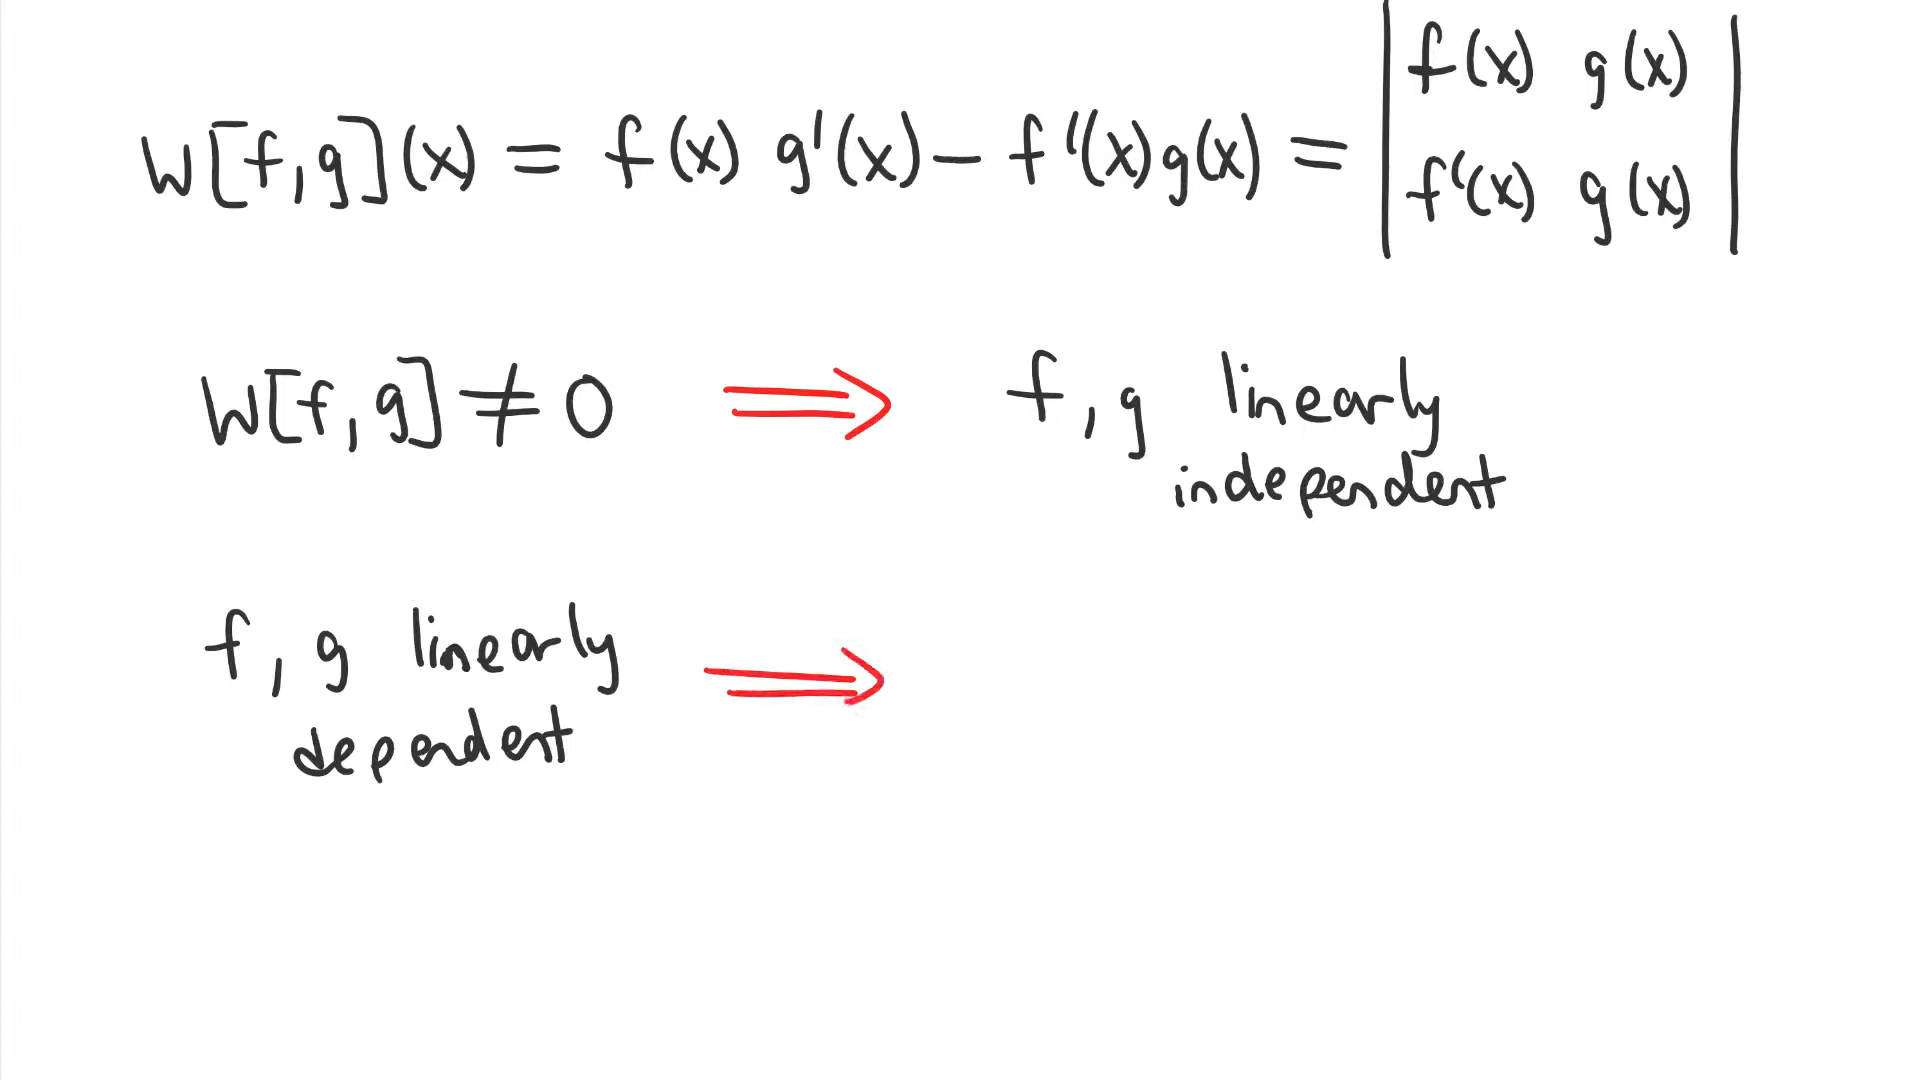 W[f,g](x) = f(x) g'(x) - f'(x)g(x) = | f(x) g(x) |
| f'(x) g(x) |
W[f,g] ≠ 0 ⟹ f, g linearly
independent
f, g linearly ⟹
dependent